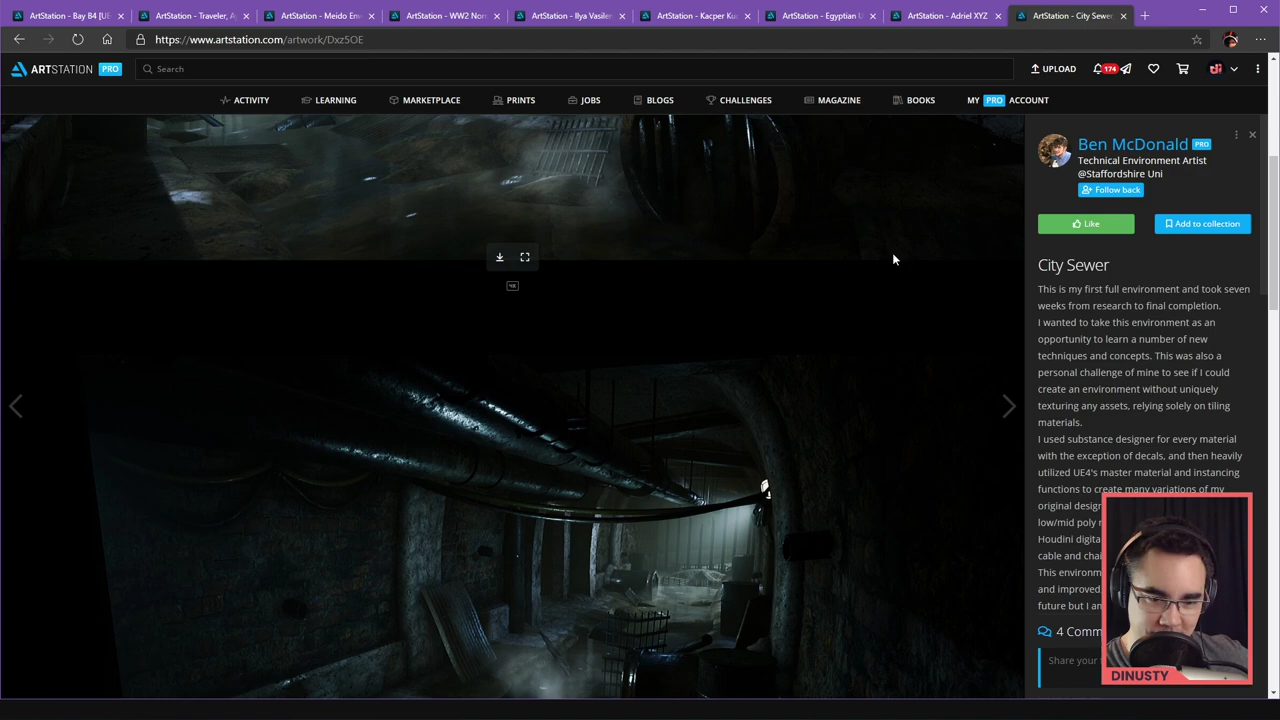 ArtStation - Bay B4 [UE
ArtStation - Traveler, A
ArtStation - Meido Env
ArtStation - WW2 Norr
ArtStation - Ilya Vasiler
ArtStation - Kacper Ku
ArtStation - Egyptian U
ArtStation - Adriel XYZ
ArtStation - City Sewer
https://www.artstation.com/artwork/Dxz5OE
ARTSTATION PRO
Search
UPLOAD
174
ACTIVITY
LEARNING
MARKETPLACE
PRINTS
JOBS
BLOGS
CHALLENGES
MAGAZINE
BOOKS
MY PRO ACCOUNT
4K
Ben McDonald PRO
Technical Environment Artist
@Staffordshire Uni
Follow back
Like
Add to collection
City Sewer
This is my first full environment and took seven
weeks from research to final completion.
I wanted to take this environment as an
opportunity to learn a number of new
techniques and concepts. This was also a
personal challenge of mine to see if I could
create an environment without uniquely
texturing any assets, relying solely on tiling
materials.
I used substance designer for every material
with the exception of decals, and then heavily
utilized UE4's master material and instancing
functions to create many variations of my
original desig
low/mid poly
Houdini digita
cable and chai
This environm
and improved
future but I a
4 Comm
Share your
DINUSTY